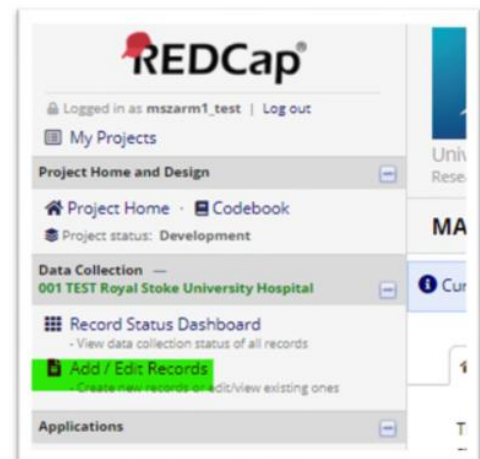 REDCap®
Logged in as mszarm1_test | Log out
My Projects
Project Home and Design
Project Home · Codebook
Project status: Development
Data Collection —
001 TEST Royal Stoke University Hospital
Record Status Dashboard
- View data collection status of all records
Add / Edit Records
- Create new records or edit/view existing ones
Applications
Univ
Rese
MA
Cur
T